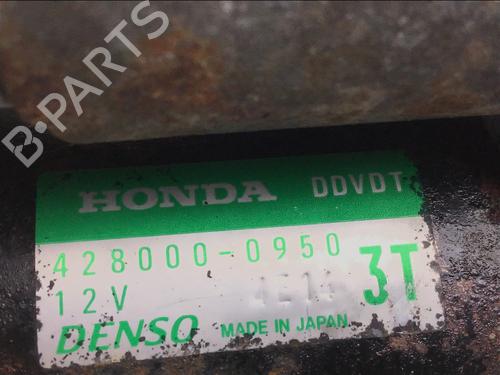 B-PARTS
HONDA DDVDT
428000-0950
12V 3T
DENSO MADE IN JAPAN